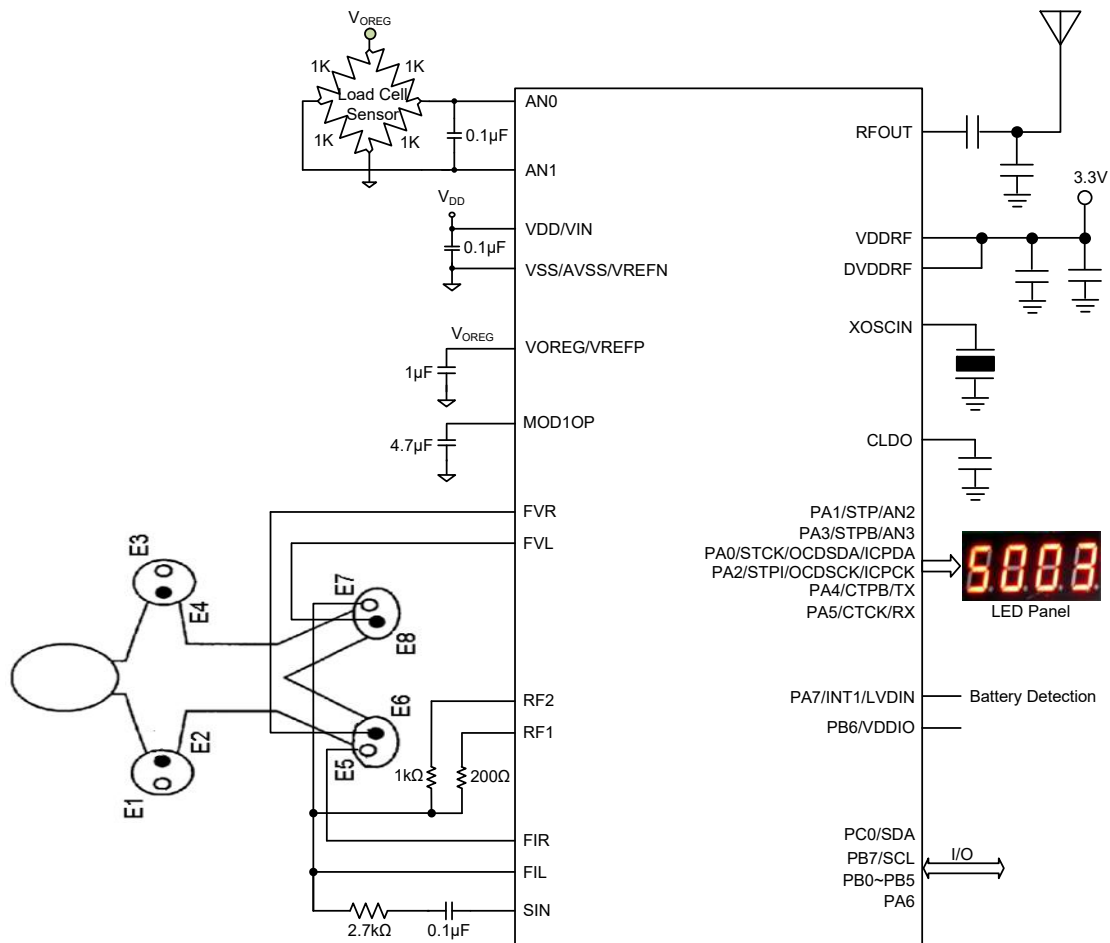 VOREG
1K
1K
Load Cell
Sensor
1K
1K
0.1µF
AN0
AN1
VDD
VDD/VIN
0.1µF
VSS/AVSS/VREFN
VOREG
VOREG/VREFP
1µF
MOD1OP
4.7µF
FVR
FVL
E3
E4
E7
E8
E2
E1
E6
E5
RF2
RF1
1kΩ
200Ω
FIR
FIL
SIN
2.7kΩ
0.1µF
RFOUT
3.3V
VDDRF
DVDDRF
XOSCIN
CLDO
PA1/STP/AN2
PA3/STPB/AN3
PA0/STCK/OCDSDA/ICPDA
PA2/STPI/OCDSCK/ICPCK
PA4/CTPB/TX
PA5/CTCK/RX
5003
LED Panel
PA7/INT1/LVDIN
Battery Detection
PB6/VDDIO
PC0/SDA
PB7/SCL
I/O
PB0~PB5
PA6